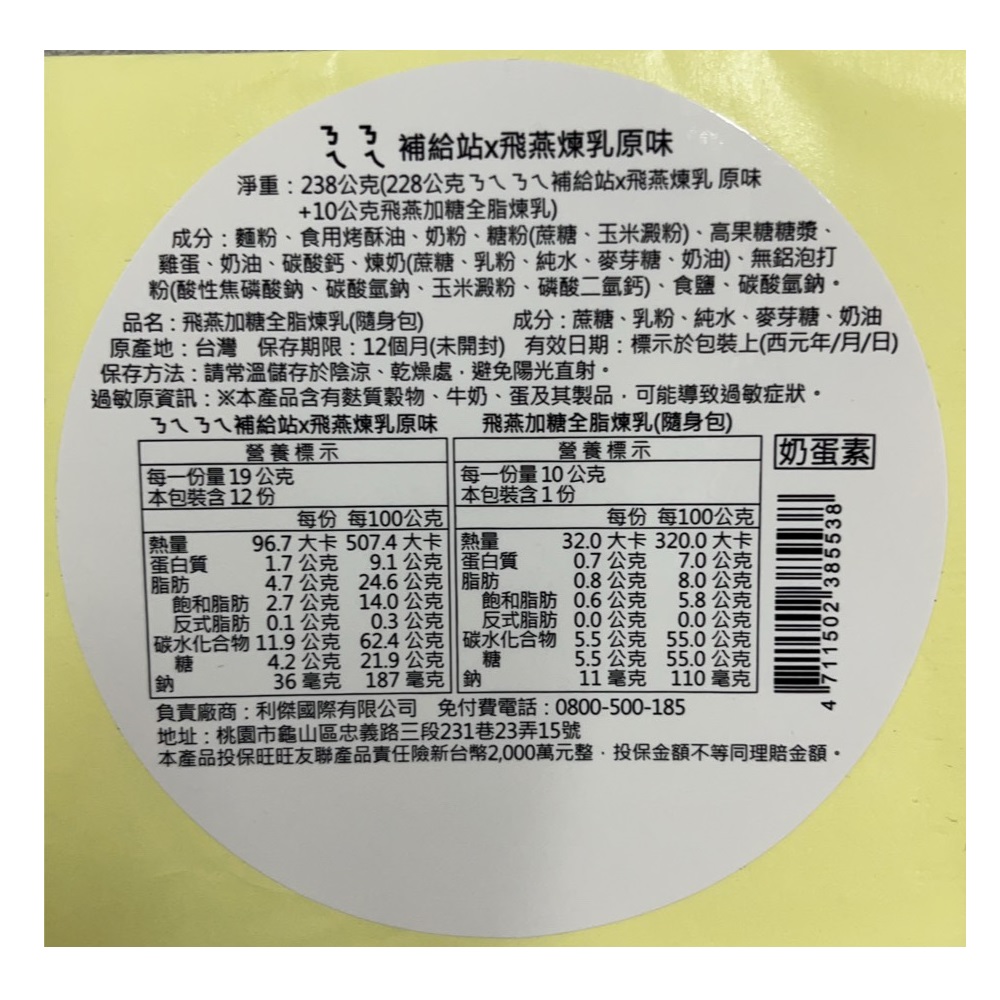 ㄋㄟ ㄋㄟ 補給站x飛燕煉乳原味
淨重：238公克(228公克ㄋㄟㄋㄟ補給站x飛燕煉乳 原味
+10公克飛燕加糖全脂煉乳)
成分：麵粉、食用烤酥油、奶粉、糖粉(蔗糖、玉米澱粉)、高果糖糖漿、
雞蛋、奶油、碳酸鈣、煉奶(蔗糖、乳粉、純水、麥芽糖、奶油)、無鋁泡打
粉(酸性焦磷酸鈉、碳酸氫鈉、玉米澱粉、磷酸二氫鈣)、食鹽、碳酸氫鈉。
品名：飛燕加糖全脂煉乳(隨身包) 成分：蔗糖、乳粉、純水、麥芽糖、奶油
原產地：台灣 保存期限：12個月(未開封) 有效日期：標示於包裝上(西元年/月/日)
保存方法：請常溫儲存於陰涼、乾燥處，避免陽光直射。
過敏原資訊：※本產品含有麩質穀物、牛奶、蛋及其製品，可能導致過敏症狀。
ㄋㄟㄋㄟ補給站x飛燕煉乳原味
營養標示
每一份量 19 公克
本包裝含 12 份
每份 每100公克
熱量 96.7 大卡 507.4 大卡
蛋白質 1.7 公克 9.1 公克
脂肪 4.7 公克 24.6 公克
飽和脂肪 2.7 公克 14.0 公克
反式脂肪 0.1 公克 0.3 公克
碳水化合物 11.9 公克 62.4 公克
糖 4.2 公克 21.9 公克
鈉 36 毫克 187 毫克
飛燕加糖全脂煉乳(隨身包)
營養標示
每一份量 10 公克
本包裝含 1 份
每份 每100公克
熱量 32.0 大卡 320.0 大卡
蛋白質 0.7 公克 7.0 公克
脂肪 0.8 公克 8.0 公克
飽和脂肪 0.6 公克 5.8 公克
反式脂肪 0.0 公克 0.0 公克
碳水化合物 5.5 公克 55.0 公克
糖 5.5 公克 55.0 公克
鈉 11 毫克 110 毫克
奶蛋素
4 711502 385538
負責廠商：利傑國際有限公司 免付費電話：0800-500-185
地址：桃園市龜山區忠義路三段231巷23弄15號
本產品投保旺旺友聯產品責任險新台幣2,000萬元整，投保金額不等同理賠金額。